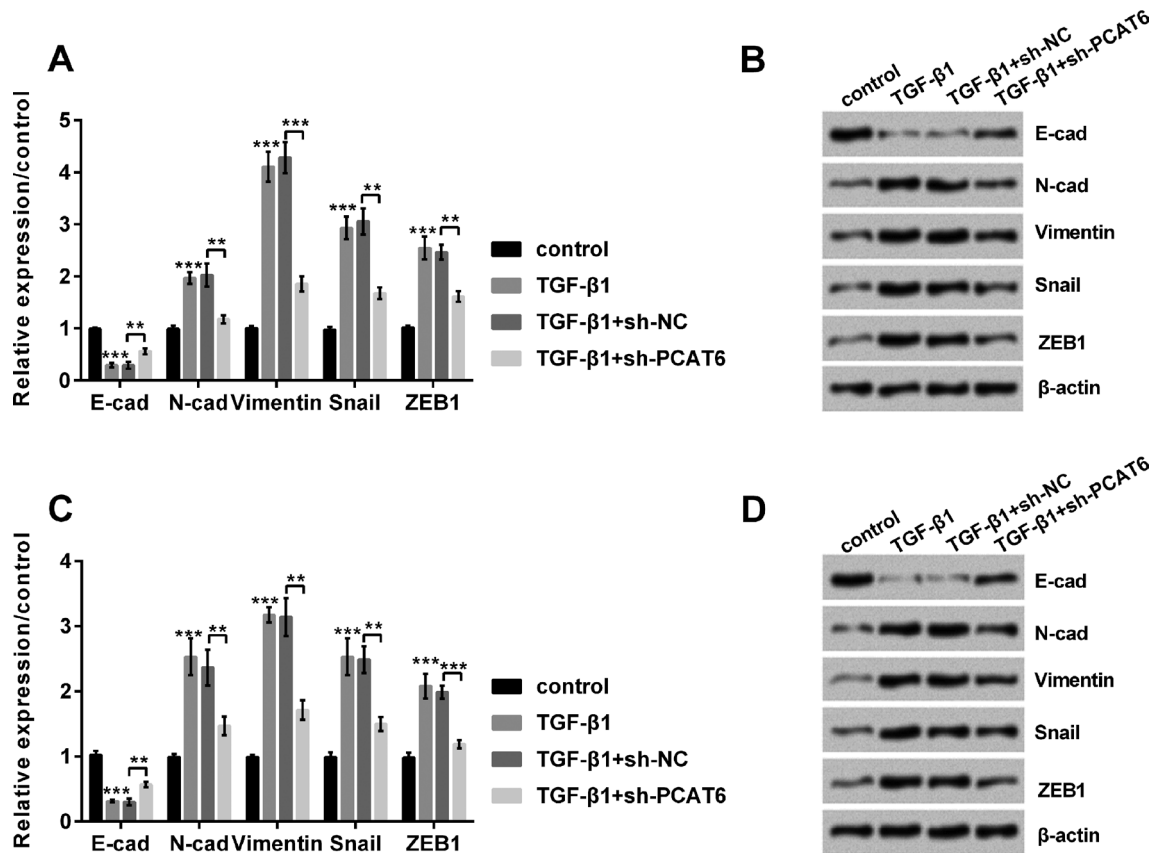 A
Relative expression/control
5
4
3
2
1
0
*** ** *** ** *** *** *** ** *** **
E-cad N-cad Vimentin Snail ZEB1
control
TGF-β1
TGF-β1+sh-NC
TGF-β1+sh-PCAT6
B
control TGF-β1 TGF-β1+sh-NC TGF-β1+sh-PCAT6
E-cad
N-cad
Vimentin
Snail
ZEB1
β-actin
C
Relative expression/control
4
3
2
1
0
*** ** *** ** *** ** *** ** *** ***
E-cad N-cad Vimentin Snail ZEB1
control
TGF-β1
TGF-β1+sh-NC
TGF-β1+sh-PCAT6
D
control TGF-β1 TGF-β1+sh-NC TGF-β1+sh-PCAT6
E-cad
N-cad
Vimentin
Snail
ZEB1
β-actin